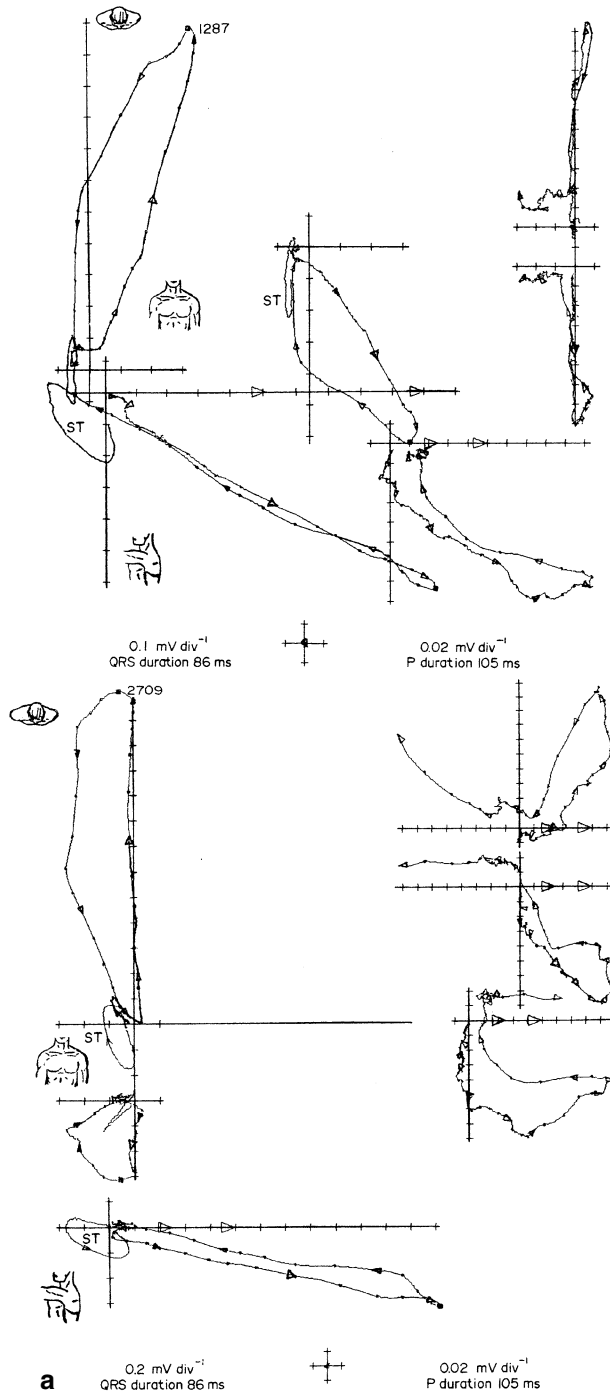 1287
ST
ST
0.1 mV div⁻¹
QRS duration 86 ms
0.02 mV div⁻¹
P duration 105 ms
2709
ST
ST
a
0.2 mV div⁻¹
QRS duration 86 ms
0.02 mV div⁻¹
P duration 105 ms